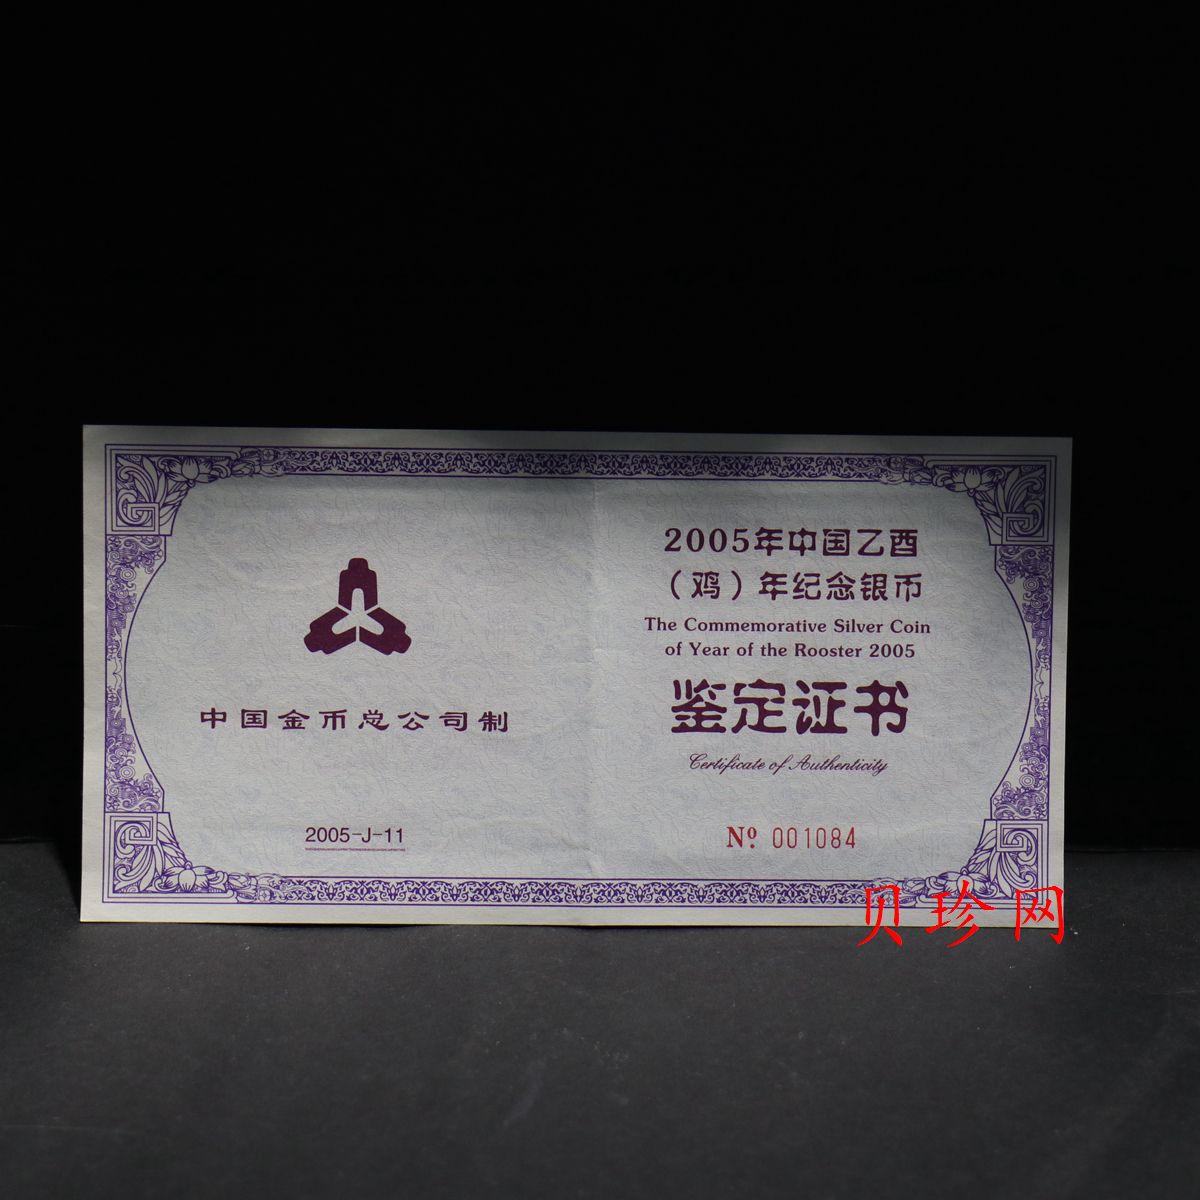 中国金币总公司制
2005-J-11
2005年中国乙酉
（鸡）年纪念银币
The Commemorative Silver Coin
of Year of the Rooster 2005
鉴定证书
Certificate of Authenticity
Nº 001084
贝珍网